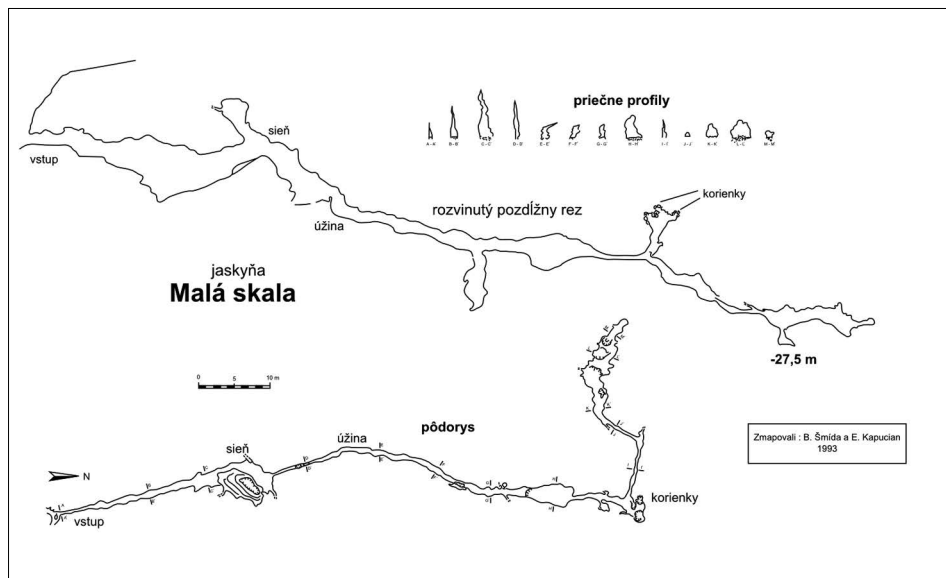 priečne profily
sieň
vstup
A - A'
B - B'
C - C'
D - D'
E - E'
F - F'
G - G'
H - H'
I - I'
J - J'
K - K'
L - L'
M - M'
korienky
rozvinutý pozdĺžny rez
úžina
jaskyňa
Malá skala
-27,5 m
0 5 10 m
pôdorys
úžina
sieň
Zmapovali : B. Šmída a E. Kapucian
1993
N
korienky
vstup